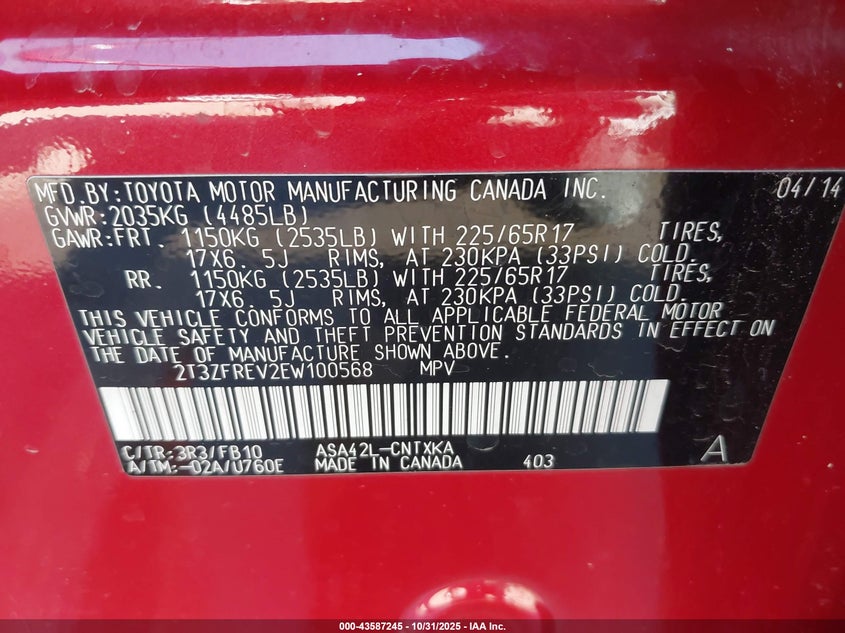 MFD.BY:TOYOTA MOTOR MANUFACTURING CANADA INC. 04/14
GVWR:2035KG (4485LB)
GAWR:FRT. 1150KG (2535LB) WITH 225/65R17 TIRES,
17X6.5J RIMS, AT 230KPA (33PSI) COLD.
RR. 1150KG (2535LB) WITH 225/65R17 TIRES,
17X6.5J RIMS, AT 230KPA (33PSI) COLD.
THIS VEHICLE CONFORMS TO ALL APPLICABLE FEDERAL MOTOR
VEHICLE SAFETY AND THEFT PREVENTION STANDARDS IN EFFECT ON
THE DATE OF MANUFACTURE SHOWN ABOVE.
2T3ZFREV2EW100568 MPV
C/TR:3R3/FB10 ASA42L-CNTXKA
A/TM:-02A/U760E MADE IN CANADA 403 A
000-43587245 - 10/31/2025 - IAA Inc.